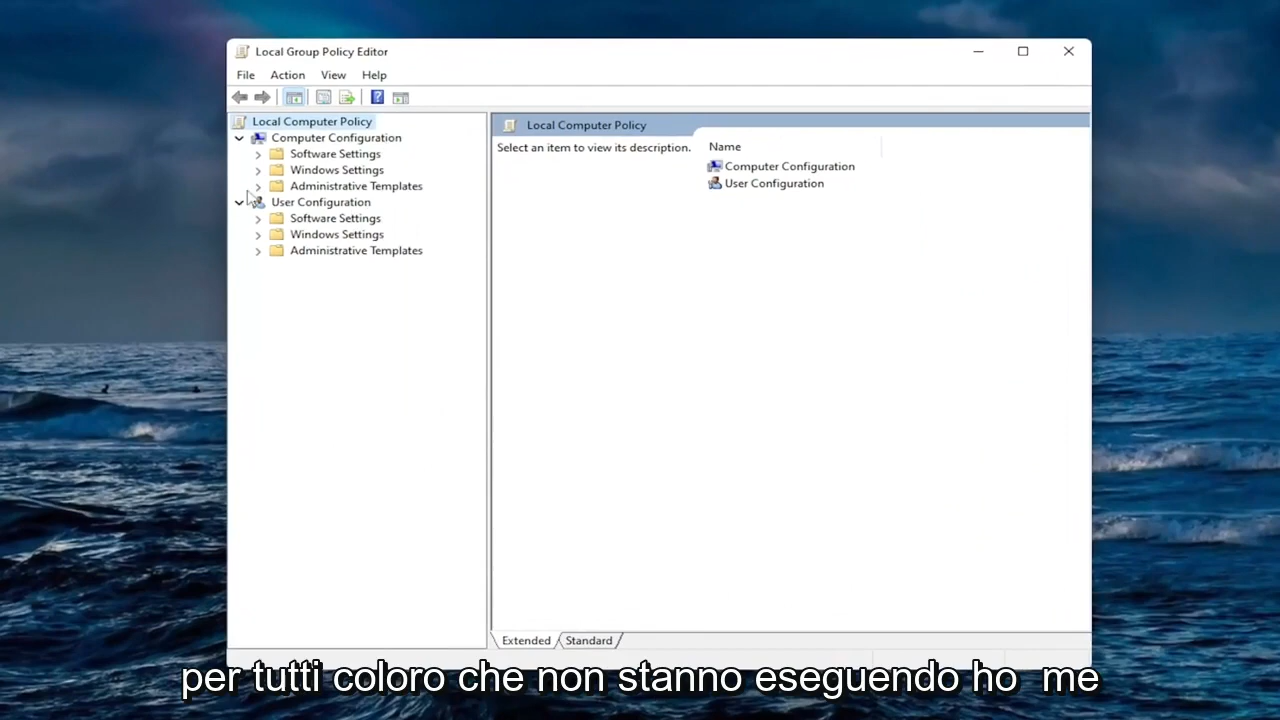 Local Group Policy Editor
File Action View Help
Local Computer Policy
Computer Configuration
Software Settings
Windows Settings
Administrative Templates
User Configuration
Software Settings
Windows Settings
Administrative Templates
Local Computer Policy
Select an item to view its description.
Name
Computer Configuration
User Configuration
Extended Standard
per tutti coloro che non stanno eseguendo ho me